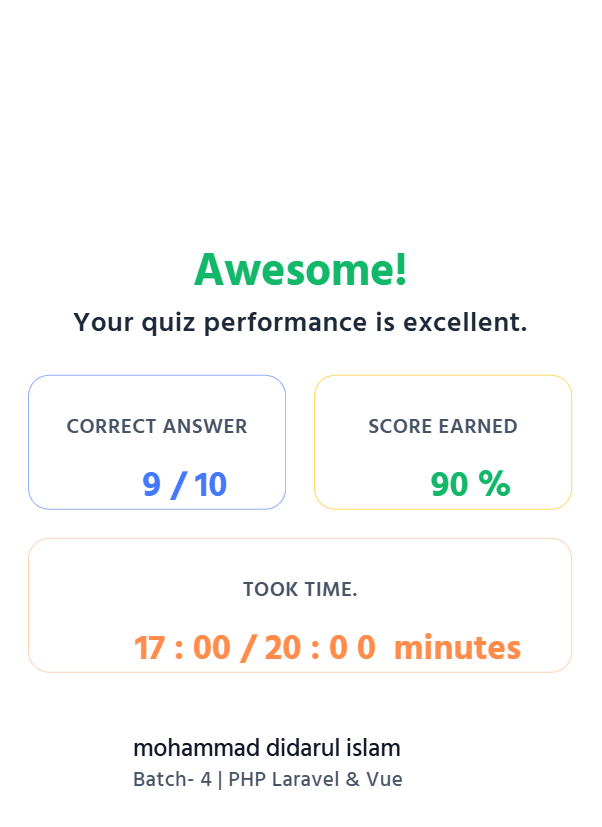 Awesome!
Your quiz performance is excellent.
CORRECT ANSWER
9 / 10
SCORE EARNED
90 %
TOOK TIME.
17 : 00 / 20 : 0 0 minutes
mohammad didarul islam
Batch- 4 | PHP Laravel & Vue